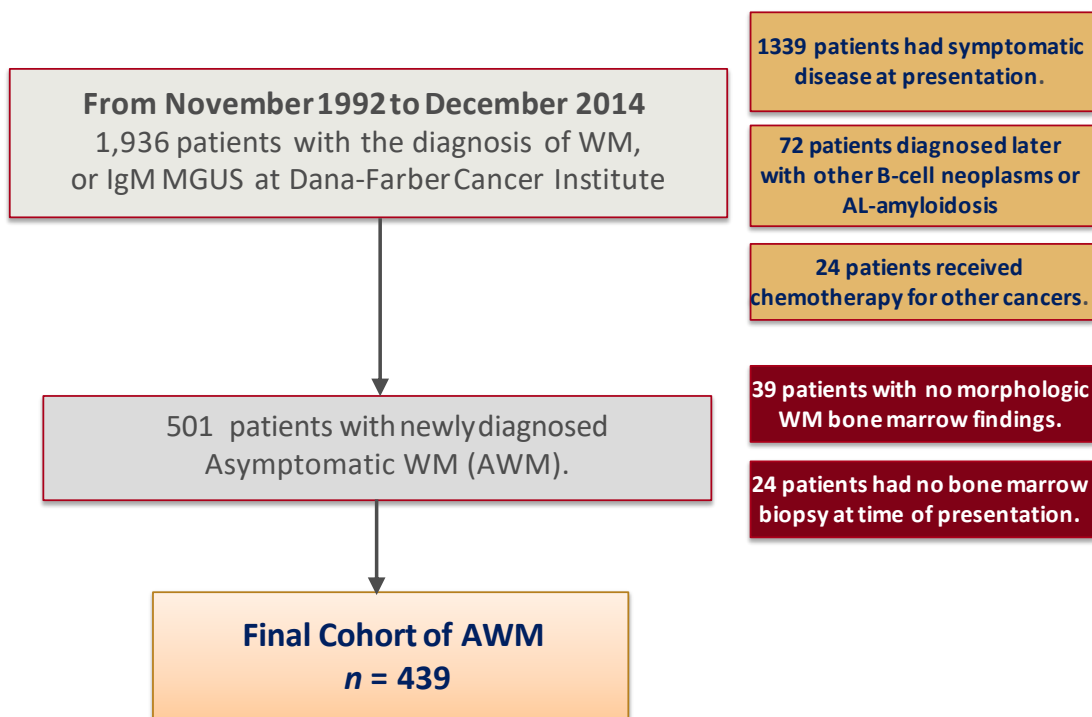 From November 1992 to December 2014
1,936 patients with the diagnosis of WM,
or IgM MGUS at Dana-Farber Cancer Institute
1339 patients had symptomatic
disease at presentation.
72 patients diagnosed later
with other B-cell neoplasms or
AL-amyloidosis
24 patients received
chemotherapy for other cancers.
501 patients with newly diagnosed
Asymptomatic WM (AWM).
39 patients with no morphologic
WM bone marrow findings.
24 patients had no bone marrow
biopsy at time of presentation.
Final Cohort of AWM
n = 439